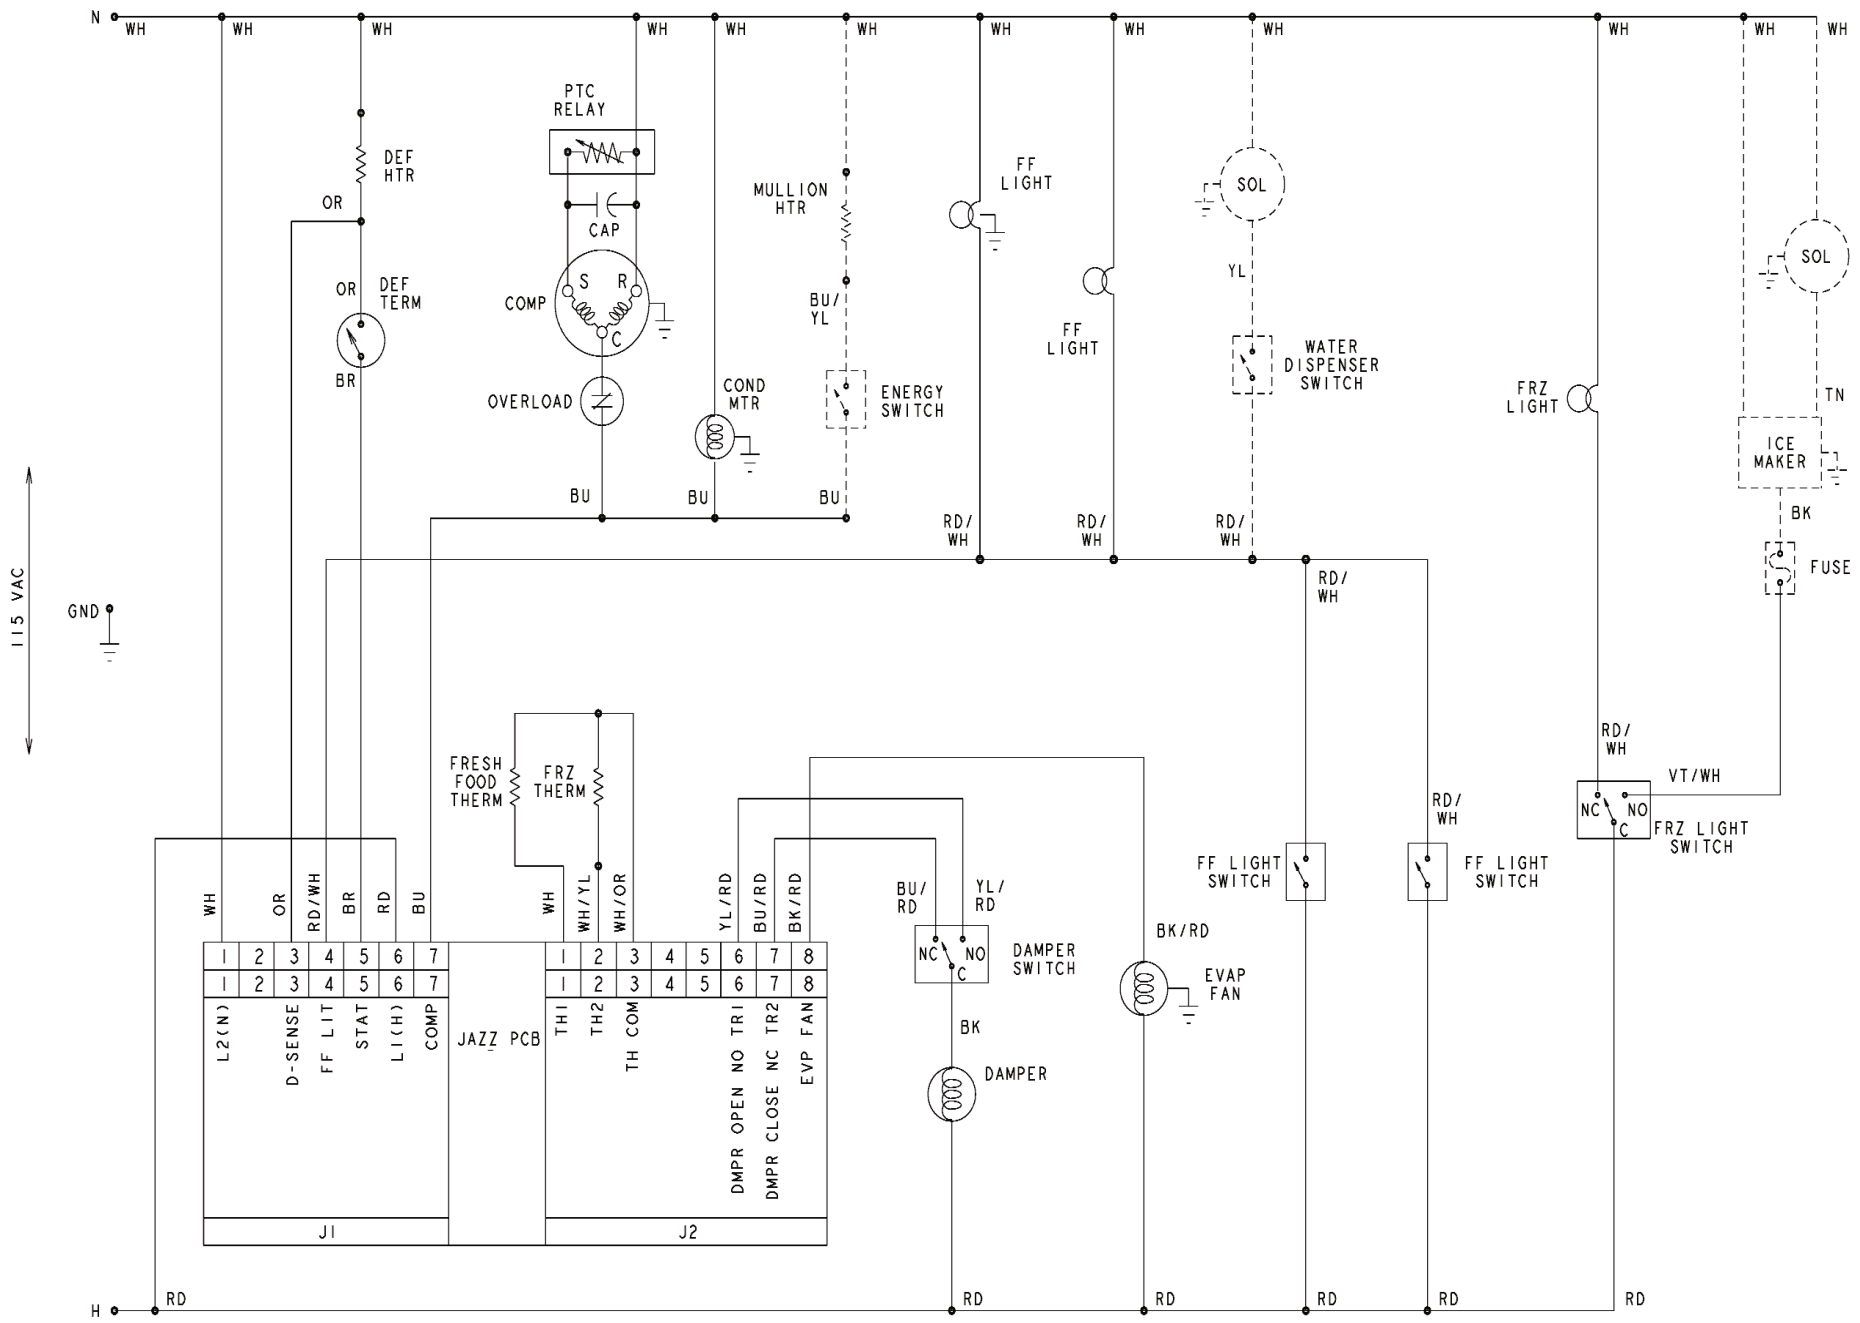 N
WH
WH
WH
WH
WH
WH
WH
WH
WH
WH
WH
WH
PTC
RELAY
DEF
HTR
FF
LIGHT
MULLION
HTR
SOL
OR
CAP
SOL
YL
S
R
OR
DEF
TERM
COMP
BU/
YL
C
FF
LIGHT
WATER
DISPENSER
SWITCH
BR
COND
MTR
ENERGY
SWITCH
OVERLOAD
FRZ
LIGHT
TN
ICE
MAKER
BU
BU
BU
RD/
WH
RD/
WH
RD/
WH
BK
FUSE
RD/
WH
115 VAC
GND
RD/
WH
VT/WH
FRESH
FOOD
THERM
FRZ
THERM
RD/
WH
NC
NO
C
FRZ LIGHT
SWITCH
FF LIGHT
SWITCH
FF LIGHT
SWITCH
WH
OR
RD/WH
BR
RD
BU
WH
WH/YL
WH/OR
YL/RD
BU/RD
BK/RD
BU/
RD
YL/
RD
BK/RD
1 2 3 4 5 6 7
1 2 3 4 5 6 7 8
NC
NO
C
DAMPER
SWITCH
1 2 3 4 5 6 7
1 2 3 4 5 6 7 8
EVAP
FAN
L2(N)
D-SENSE
FF LIT
STAT
L1(H)
COMP
JAZZ PCB
TH1
TH2
TH COM
DMPR OPEN NO TR1
DMPR CLOSE NC TR2
EVP FAN
BK
DAMPER
J1
J2
H
RD
RD
RD
RD
RD
RD